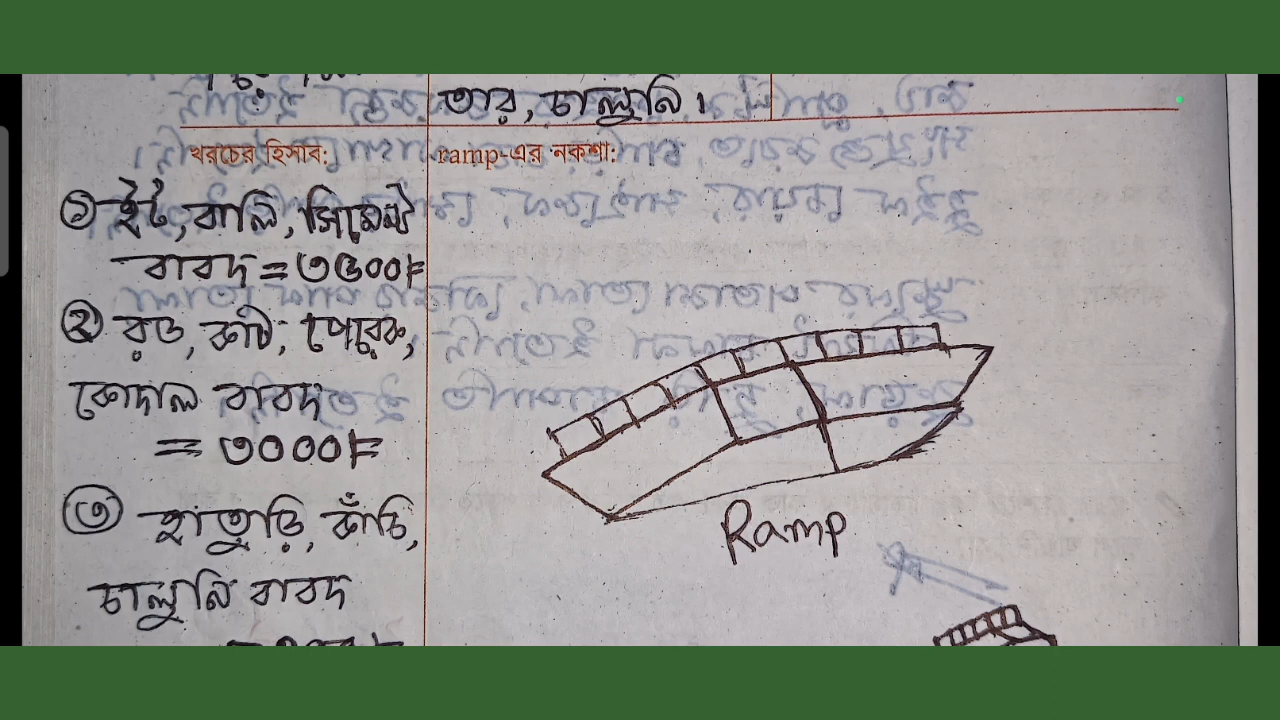 তার, চালুনি।
খরচের হিসাব:
ramp-এর নকশা:
① ইট, বালি, সিমেন্ট
বাবদ = ৩৫০০৳
② রড, কাঠ, পেরেক,
কোদাল বাবদ
= ৩০০০৳
③ হাতুড়ি, কাঁচি,
চালুনি বাবদ
Ramp